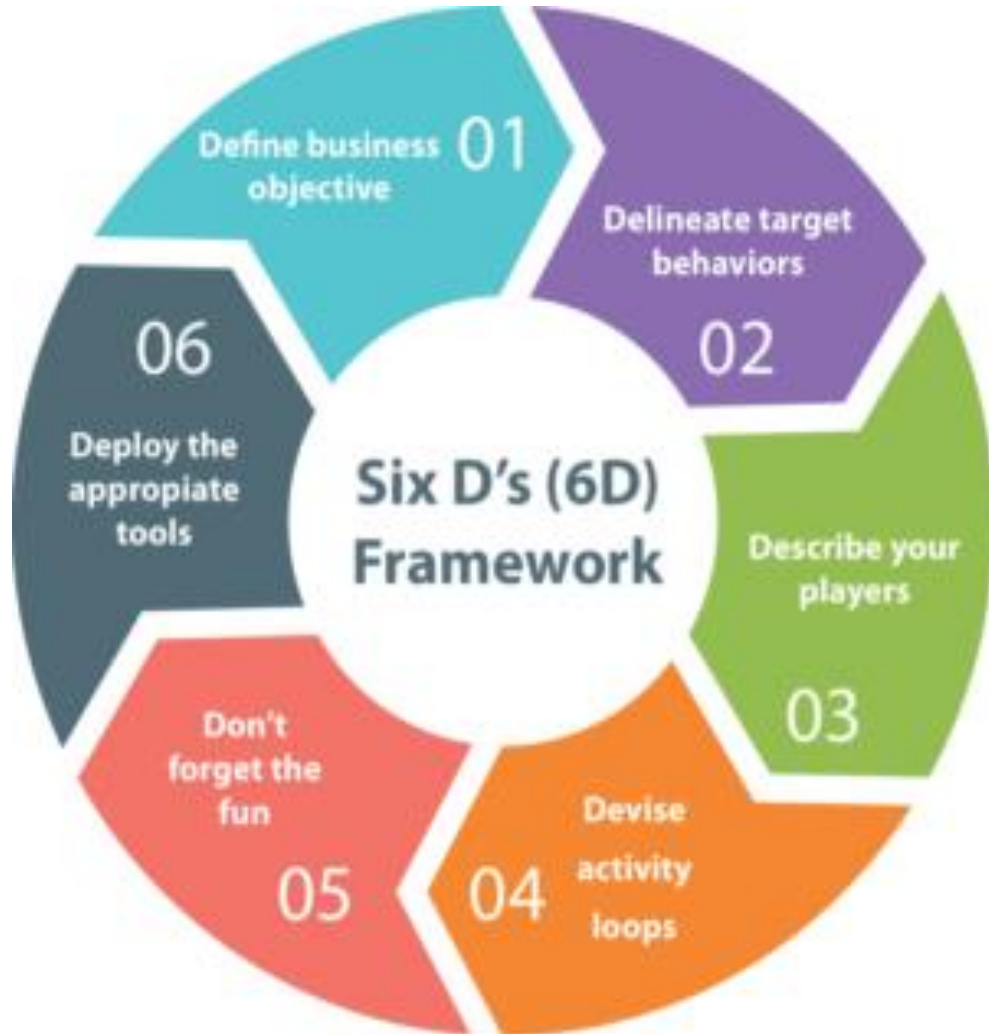 Define business
objective
01
Delineate target
behaviors
02
Describe your
players
03
Devise
activity
loops
04
Don't
forget the
fun
05
06
Deploy the
appropiate
tools
Six D's (6D)
Framework